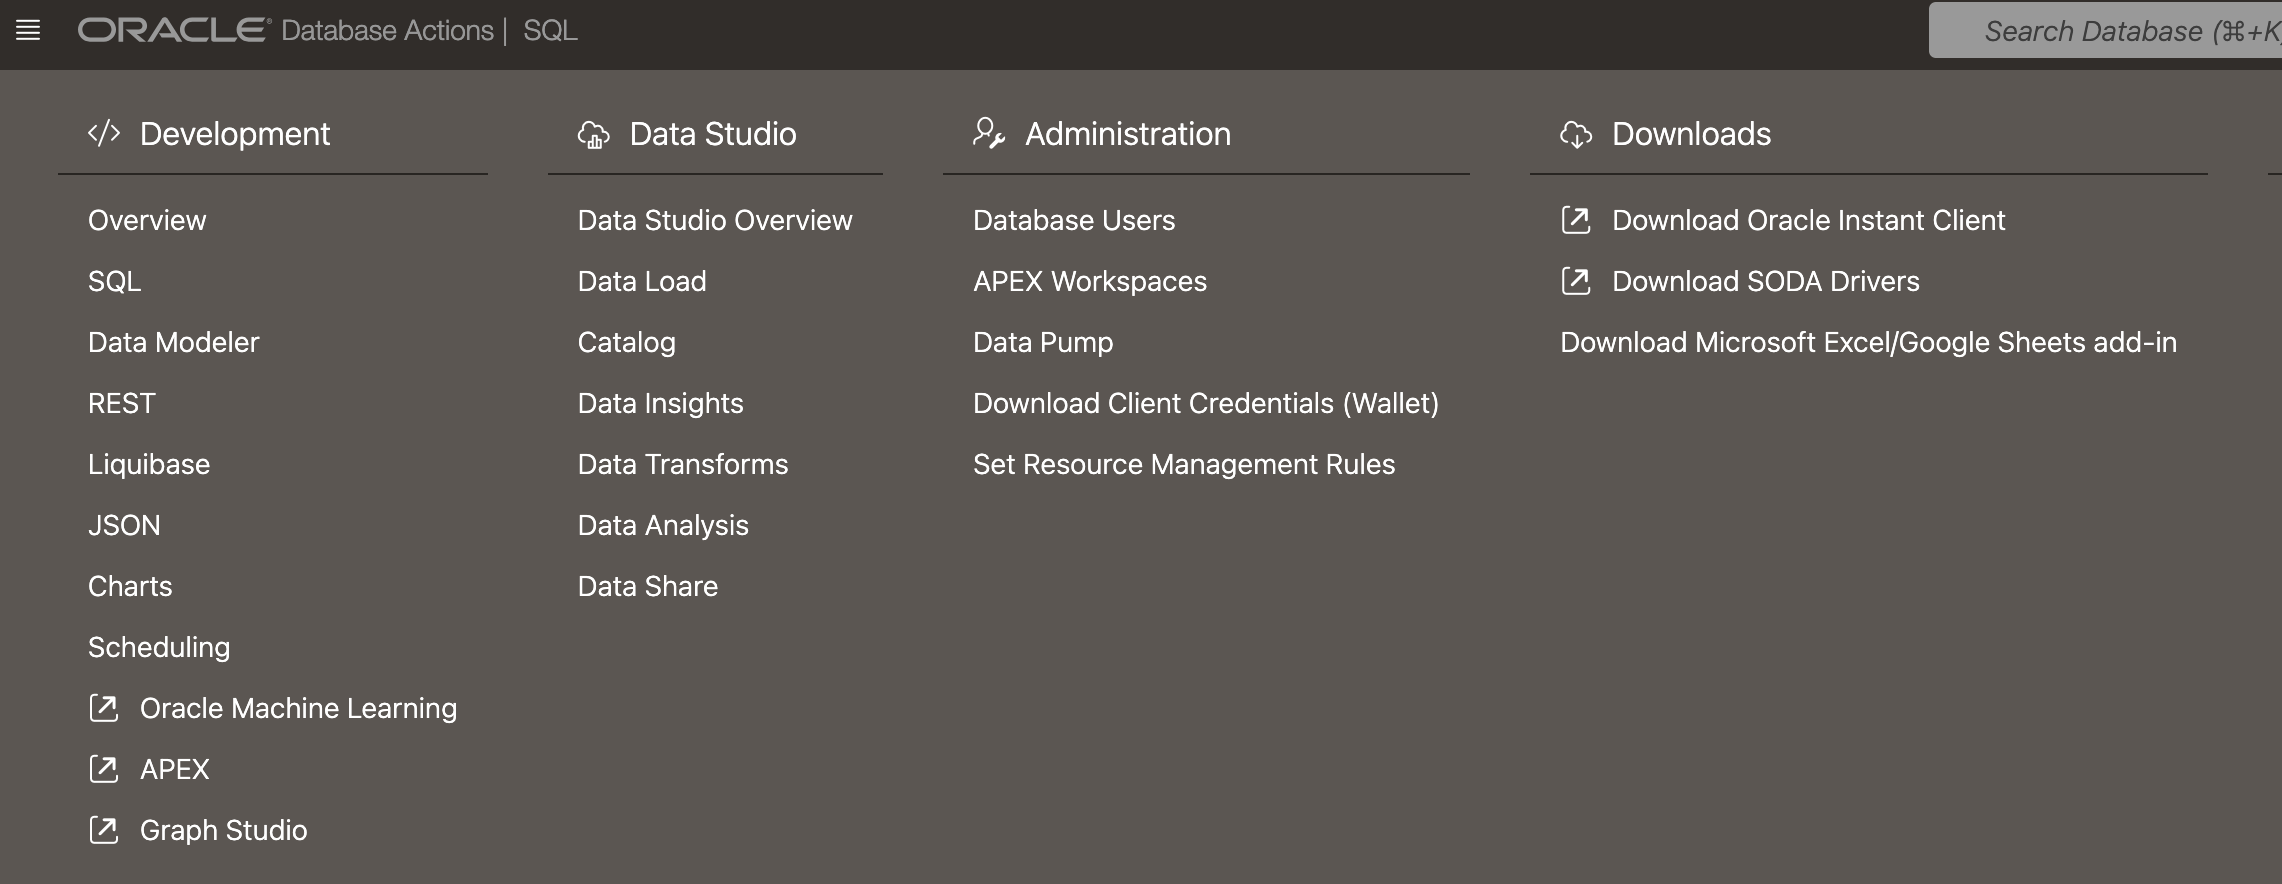 ORACLE® Database Actions | SQL
Search Database (⌘+K
Development
Overview
SQL
Data Modeler
REST
Liquibase
JSON
Charts
Scheduling
Oracle Machine Learning
APEX
Graph Studio
Data Studio
Data Studio Overview
Data Load
Catalog
Data Insights
Data Transforms
Data Analysis
Data Share
Administration
Database Users
APEX Workspaces
Data Pump
Download Client Credentials (Wallet)
Set Resource Management Rules
Downloads
Download Oracle Instant Client
Download SODA Drivers
Download Microsoft Excel/Google Sheets add-in